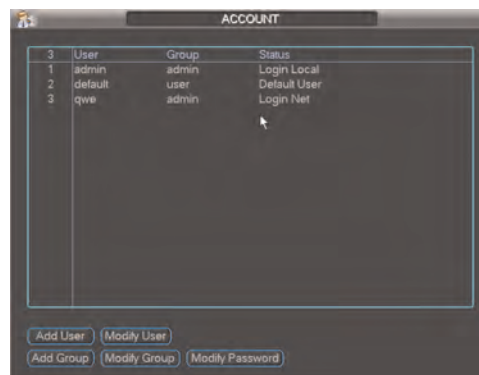 ACCOUNT
3 User Group Status
1 admin admin Login Local
2 default user Default User
3 qwe admin Login Net
Add User Modify User
Add Group Modify Group Modify Password